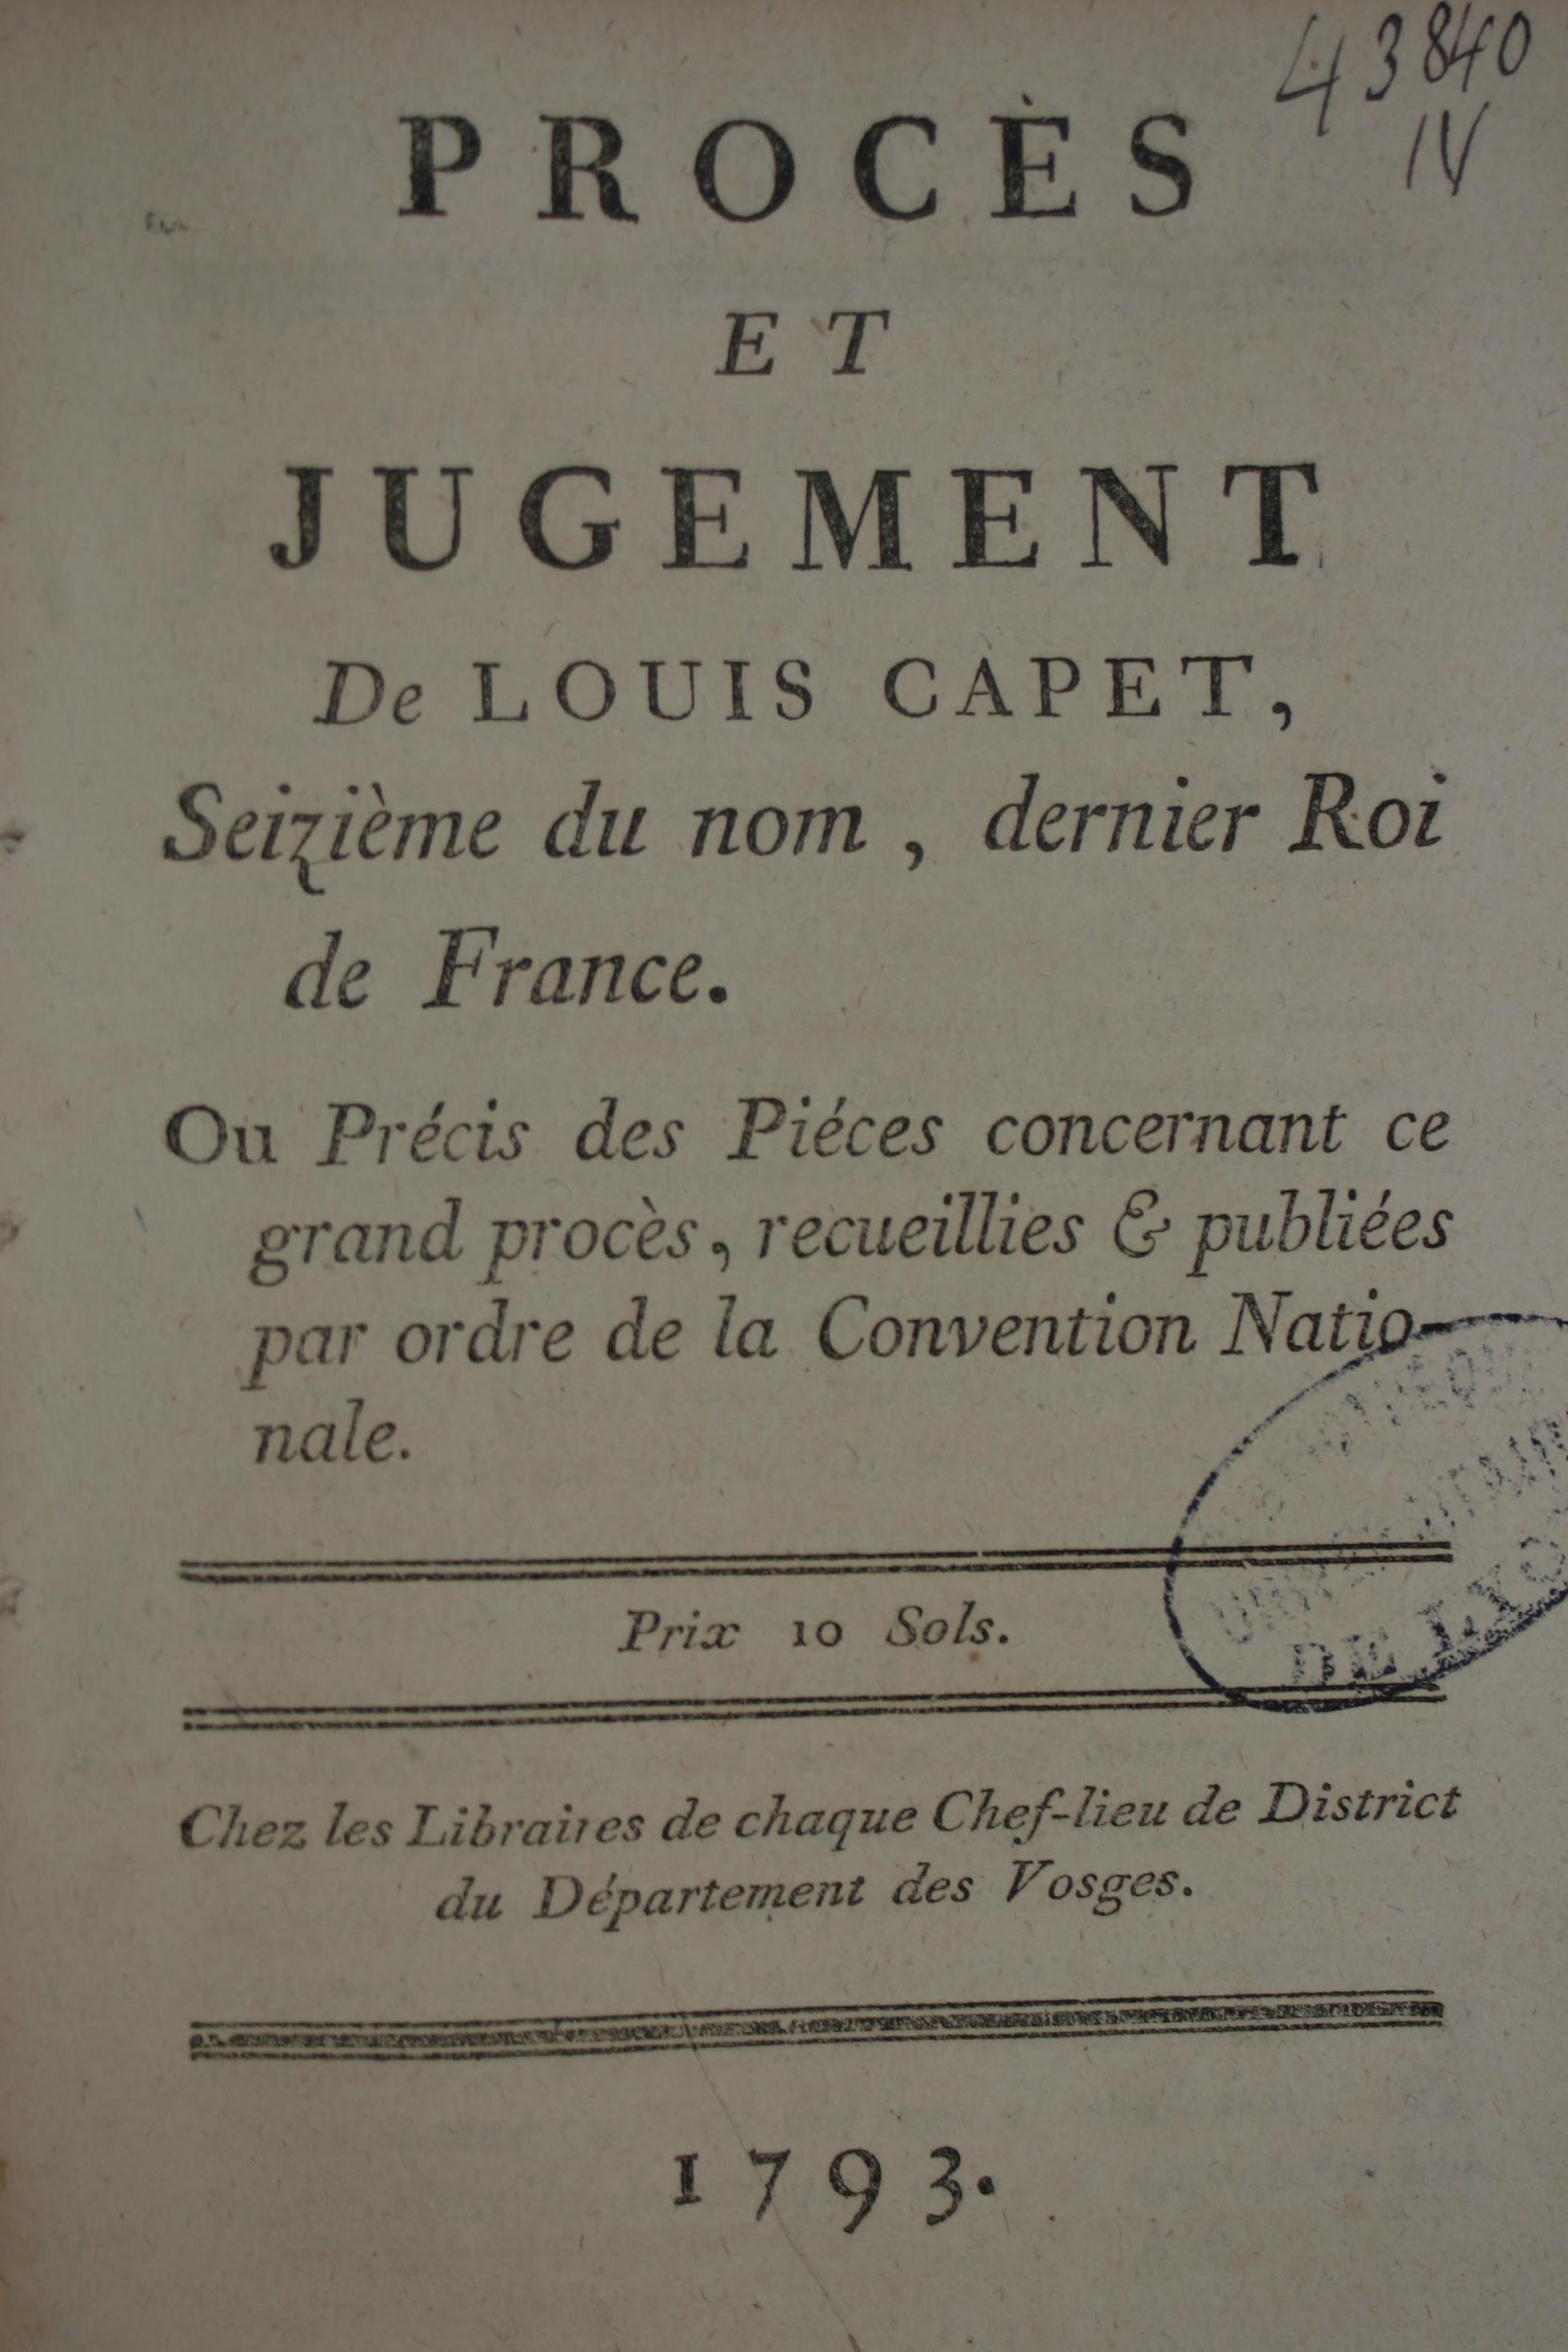 43840
IV
PROCÈS
ET
JUGEMENT
De LOUIS CAPET,
Seizième du nom , dernier Roi
de France.
Ou Précis des Piéces concernant ce
grand procès, recueillies & publiées
par ordre de la Convention Natio-
nale.
Prix 10 Sols.
DE
Chez les Libraires de chaque Chef-lieu de District
du Département des Vosges.
1793.